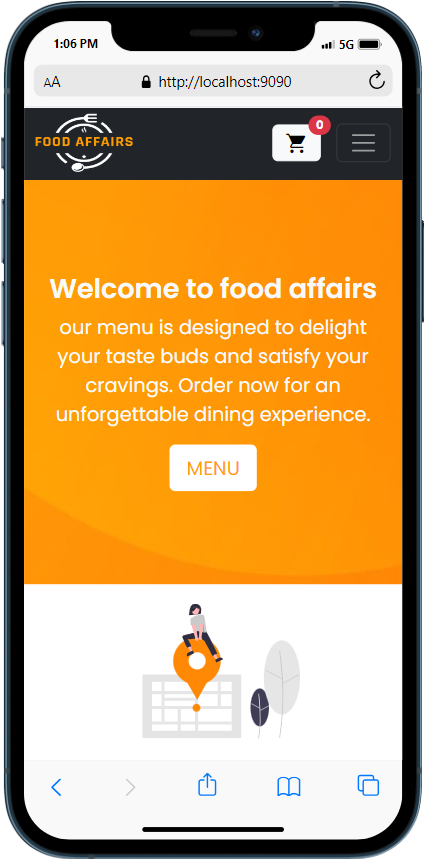 1:06 PM 5G
AA http://localhost:9090
FOOD AFFAIRS
0
Welcome to food affairs
our menu is designed to delight
your taste buds and satisfy your
cravings. Order now for an
unforgettable dining experience.
MENU